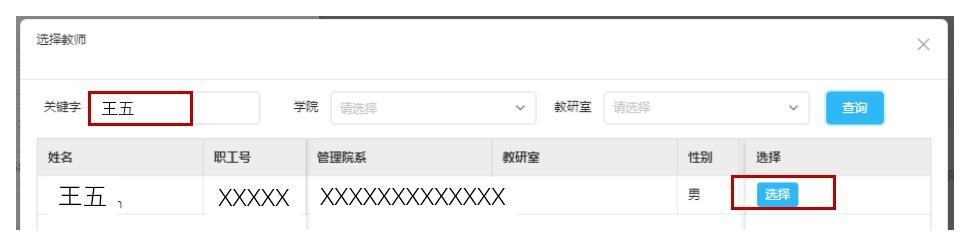 选择教师
关键字 王五 学院 请选择 教研室 请选择 查询
姓名 职工号 管理院系 教研室 性别 选择
王五 XXXXX XXXXXXXXXXXXX 男 选择